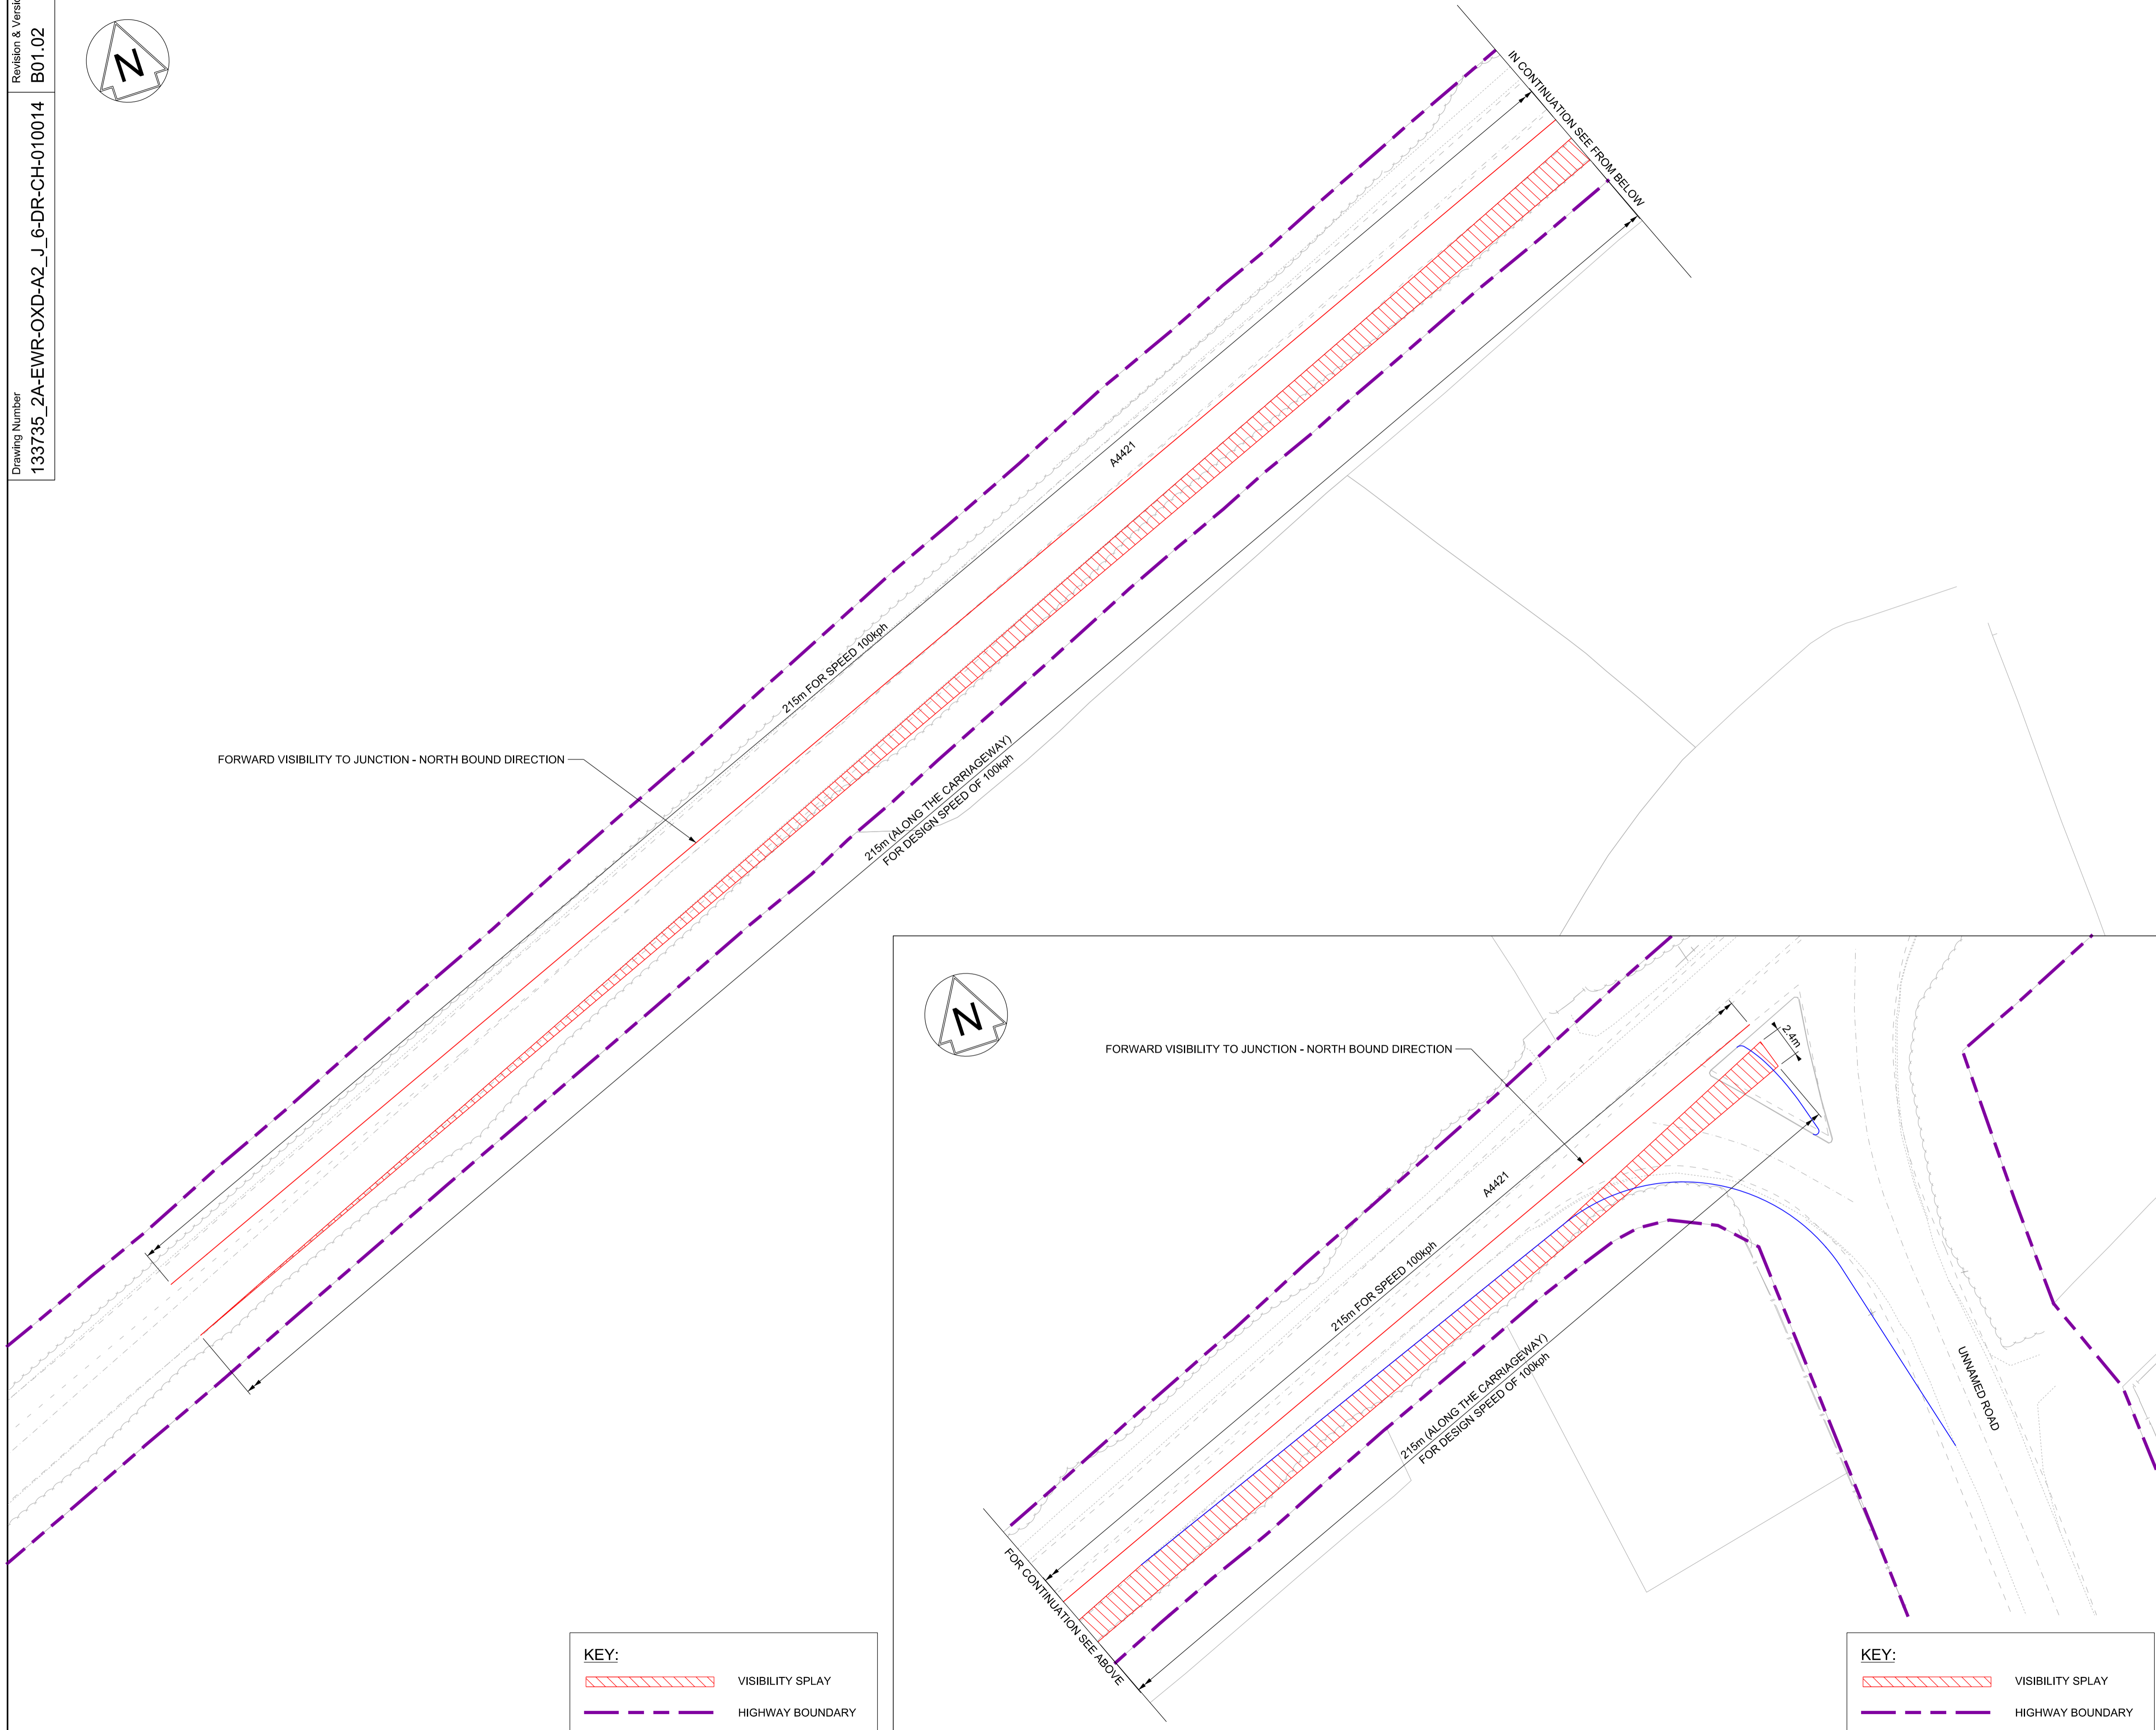 Revision & Versio
B01.02
Drawing Number
133735_2A-EWR-OXD-A2_J_6-DR-CH-010014
N
IN CONTINUATION SEE FROM BELOW
A4421
215m FOR SPEED 100kph
FORWARD VISIBILITY TO JUNCTION - NORTH BOUND DIRECTION
215m (ALONG THE CARRIAGEWAY)
FOR DESIGN SPEED OF 100kph
N
FORWARD VISIBILITY TO JUNCTION - NORTH BOUND DIRECTION
2.4m
A4421
215m FOR SPEED 100kph
215m (ALONG THE CARRIAGEWAY)
FOR DESIGN SPEED OF 100kph
UNNAMED ROAD
FOR CONTINUATION SEE ABOVE
KEY:
VISIBILITY SPLAY
HIGHWAY BOUNDARY
KEY:
VISIBILITY SPLAY
HIGHWAY BOUNDARY